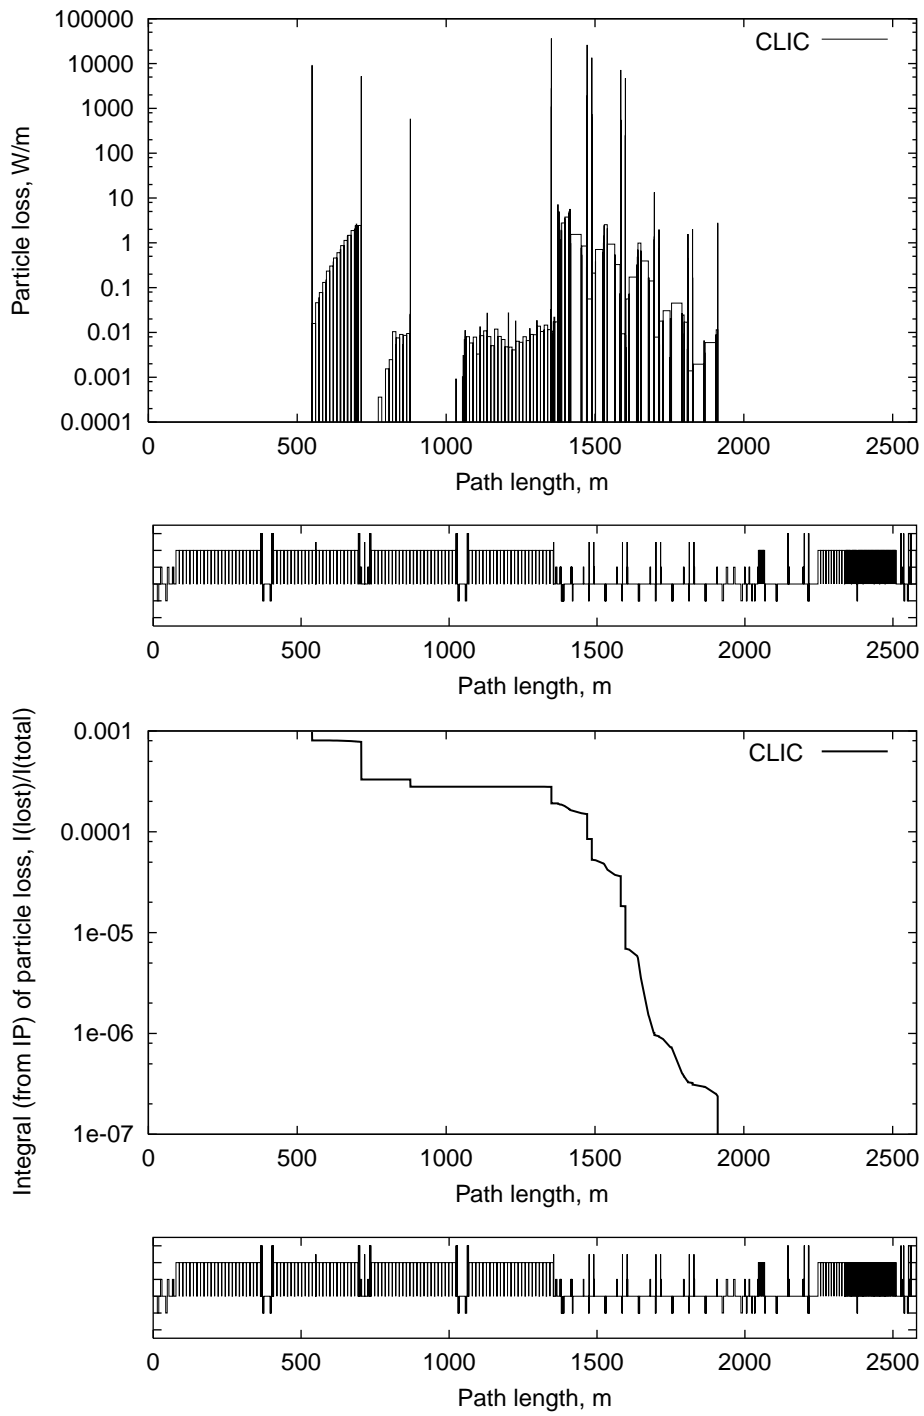 Particle loss, W/m
100000
10000
1000
100
10
1
0.1
0.01
0.001
0.0001
CLIC
0 500 1000 1500 2000 2500
Path length, m
0 500 1000 1500 2000 2500
Path length, m
Integral (from IP) of particle loss, I(lost)/I(total)
0.001
0.0001
1e-05
1e-06
1e-07
CLIC
0 500 1000 1500 2000 2500
Path length, m
0 500 1000 1500 2000 2500
Path length, m